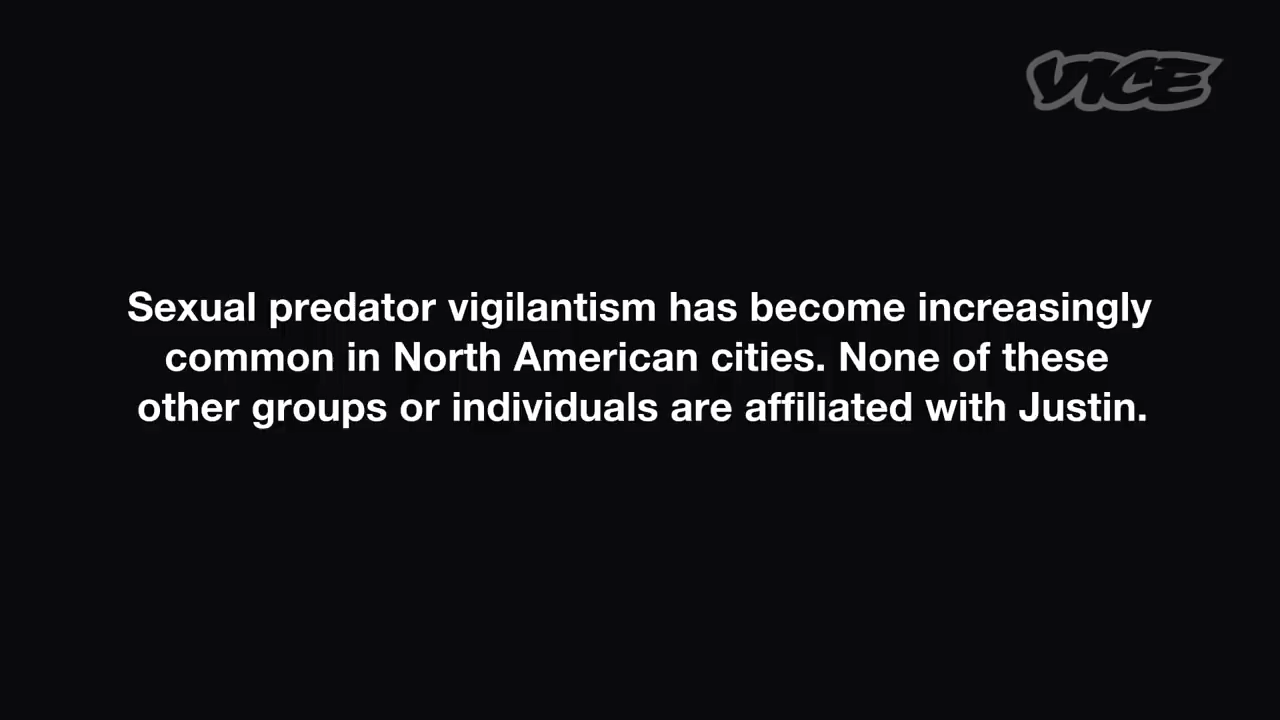 VICE
Sexual predator vigilantism has become increasingly
common in North American cities. None of these
other groups or individuals are affiliated with Justin.